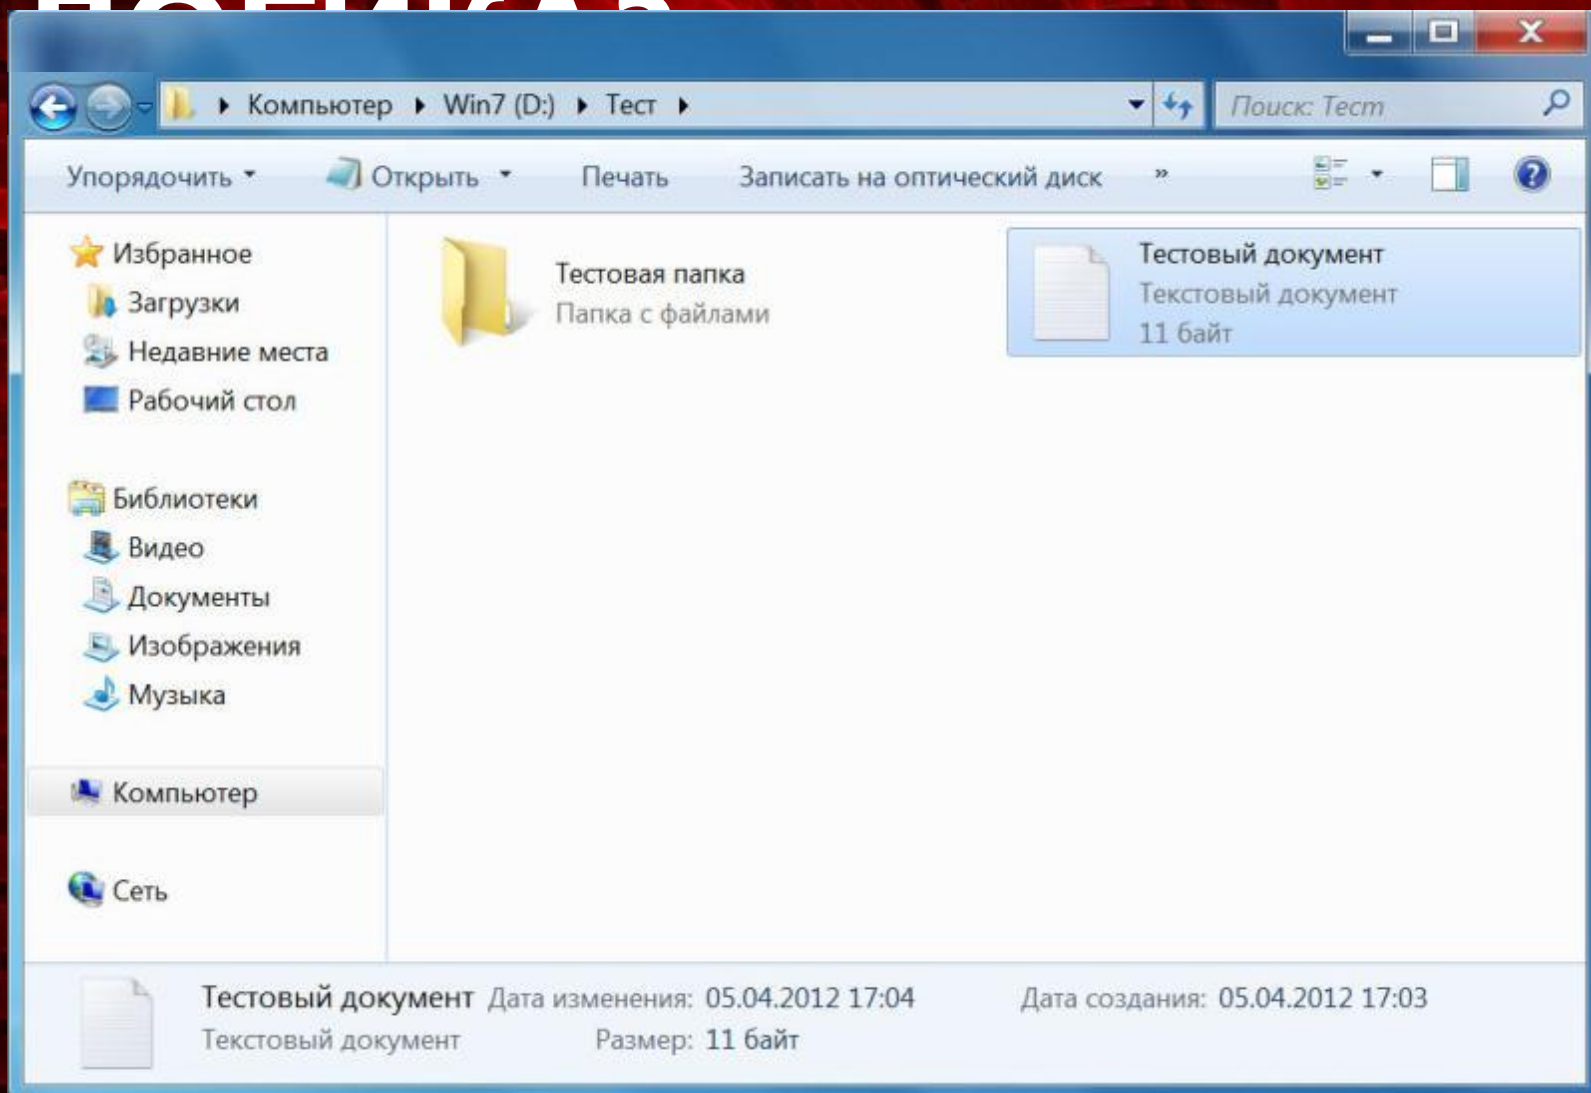 Компьютер Win7 (D:) Тест
Поиск: Тест
Упорядочить Открыть Печать Записать на оптический диск »
Избранное
Загрузки
Недавние места
Рабочий стол
Библиотеки
Видео
Документы
Изображения
Музыка
Компьютер
Сеть
Тестовая папка
Папка с файлами
Тестовый документ
Текстовый документ
11 байт
Тестовый документ Дата изменения: 05.04.2012 17:04 Дата создания: 05.04.2012 17:03
Текстовый документ Размер: 11 байт